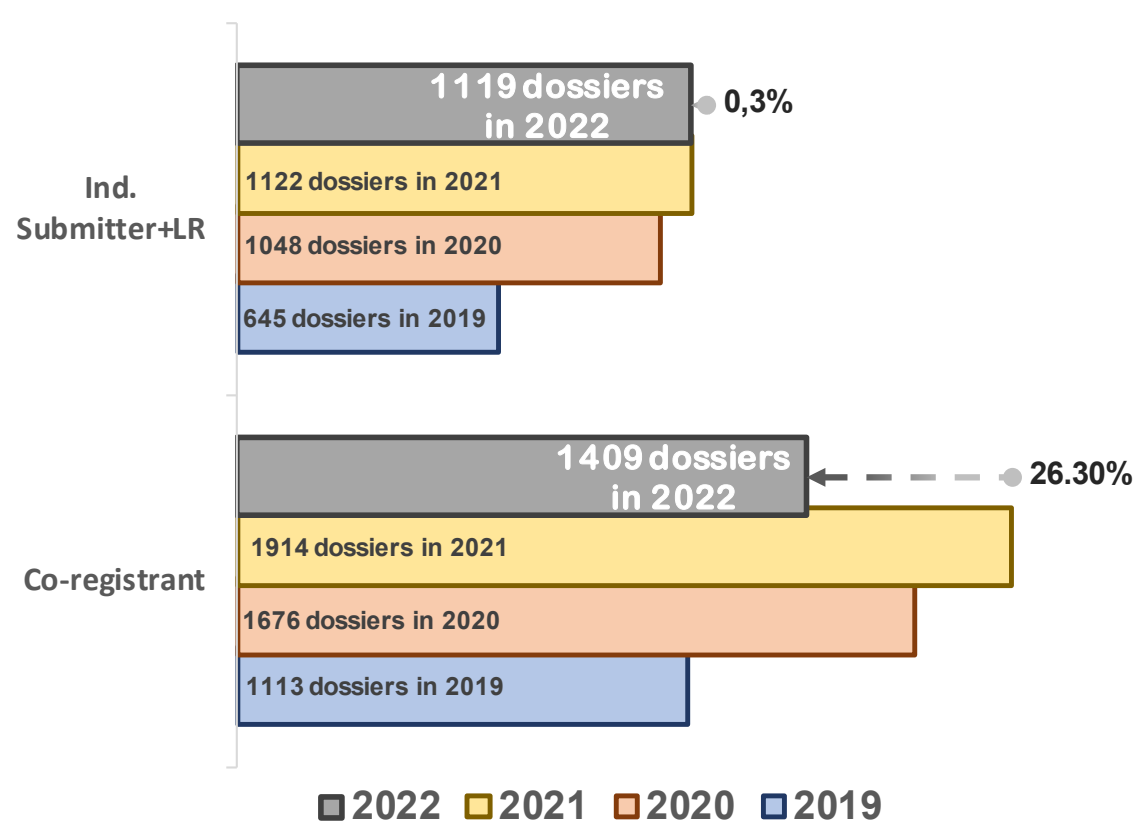 1119 dossiers
in 2022
0,3%
Ind.
Submitter+LR
1122 dossiers in 2021
1048 dossiers in 2020
645 dossiers in 2019
1409 dossiers
in 2022
26.30%
Co-registrant
1914 dossiers in 2021
1676 dossiers in 2020
1113 dossiers in 2019
2022 2021 2020 2019